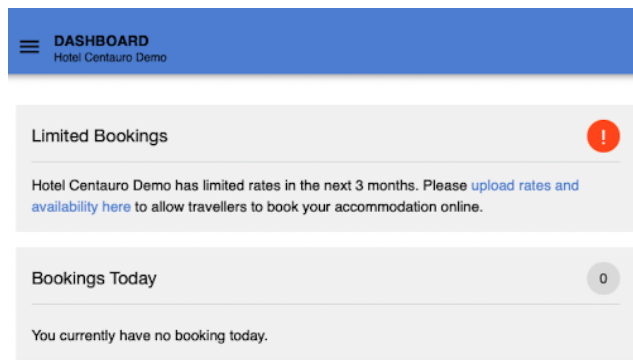 DASHBOARD
Hotel Centauro Demo
Limited Bookings
!
Hotel Centauro Demo has limited rates in the next 3 months. Please upload rates and
availability here to allow travellers to book your accommodation online.
Bookings Today
0
You currently have no booking today.